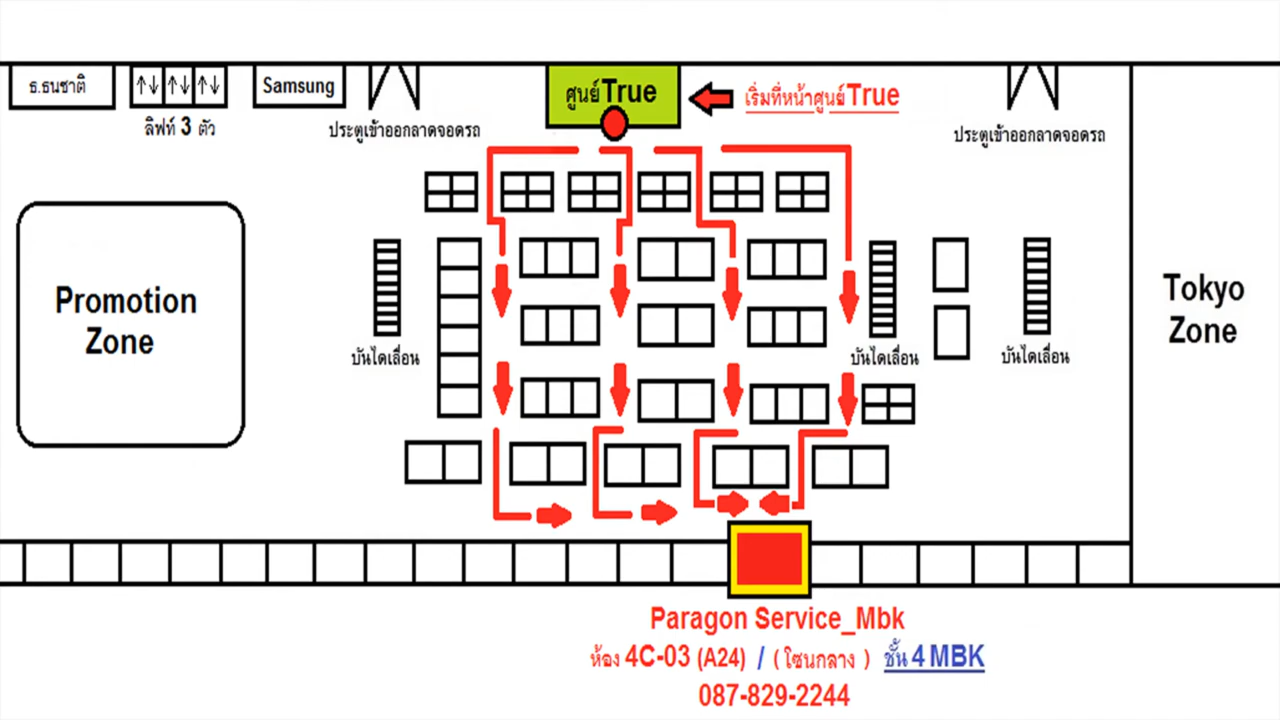 ธ.ธนชาติ
ลิฟท์ 3 ตัว
Samsung
ประตูเข้าออกลาดจอดรถ
ศูนย์True
เริ่มที่หน้าศูนย์True
ประตูเข้าออกลาดจอดรถ
Promotion
Zone
บันไดเลื่อน
บันไดเลื่อน
บันไดเลื่อน
Tokyo
Zone
Paragon Service_Mbk
ห้อง 4C-03 (A24) / ( โซนกลาง ) ชั้น 4 MBK
087-829-2244